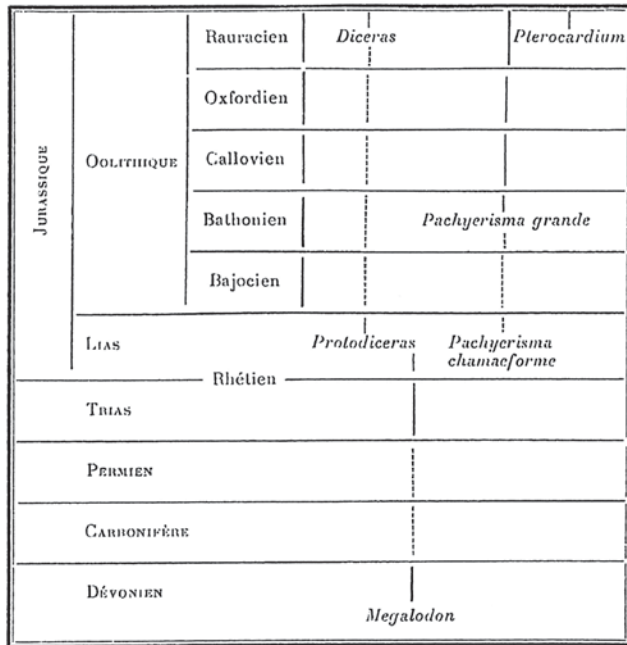 Rauracien Diceras Pterocardium
Oxfordien
JURASSIQUE OOLITHIQUE Callovien
Bathonien Pachyerisma grande
Bajocien
LIAS Protodiceras Pachyerisma
chamaeforme
Rhétien
TRIAS
PERMIEN
CARBONIFÈRE
DÉVONIEN
Megalodon